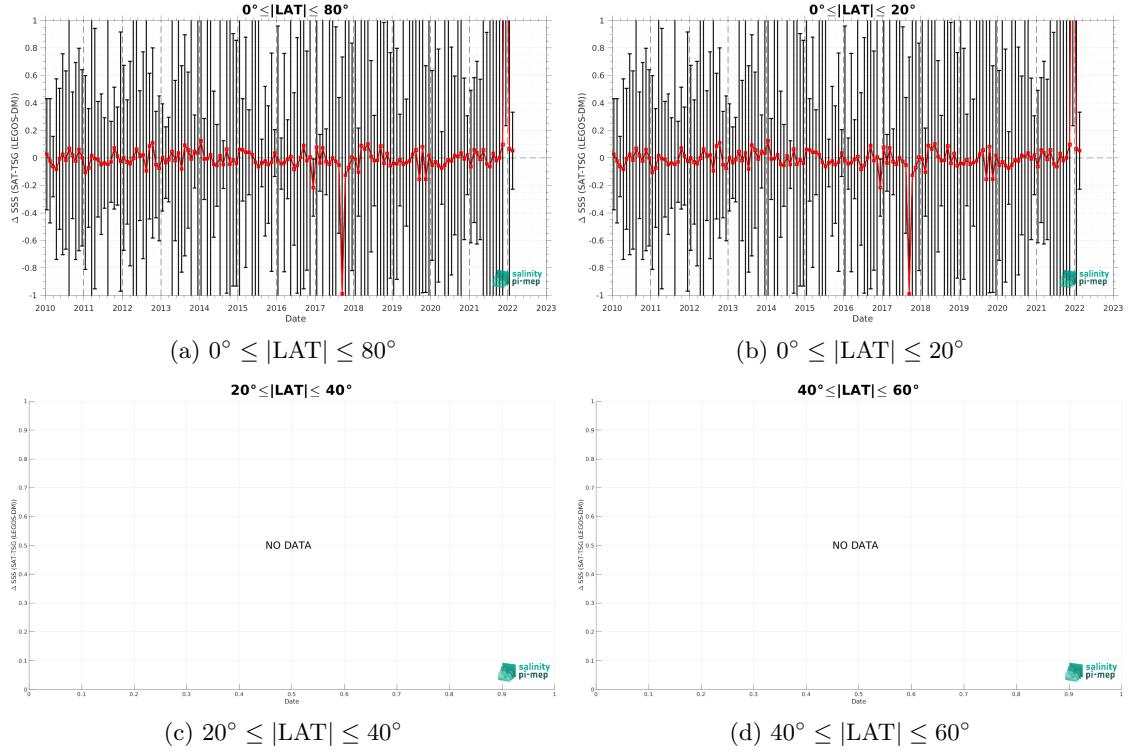 0°≤|LAT|≤ 80°
Δ SSS (SAT-TSG (LEGOS-DM))
1
0.8
0.6
0.4
0.2
0
-0.2
-0.4
-0.6
-0.8
-1
2010 2011 2012 2013 2014 2015 2016 2017 2018 2019 2020 2021 2022 2023
Date
salinity
pi-mep
(a) 0° ≤ |LAT| ≤ 80°
0°≤|LAT|≤ 20°
Δ SSS (SAT-TSG (LEGOS-DM))
1
0.8
0.6
0.4
0.2
0
-0.2
-0.4
-0.6
-0.8
-1
2010 2011 2012 2013 2014 2015 2016 2017 2018 2019 2020 2021 2022 2023
Date
salinity
pi-mep
(b) 0° ≤ |LAT| ≤ 20°
20°≤|LAT|≤ 40°
Δ SSS (SAT-TSG (LEGOS-DM))
1
0.9
0.8
0.7
0.6
0.5
0.4
0.3
0.2
0.1
0
NO DATA
0 0.1 0.2 0.3 0.4 0.5 0.6 0.7 0.8 0.9 1
Date
salinity
pi-mep
(c) 20° ≤ |LAT| ≤ 40°
40°≤|LAT|≤ 60°
Δ SSS (SAT-TSG (LEGOS-DM))
1
0.9
0.8
0.7
0.6
0.5
0.4
0.3
0.2
0.1
0
NO DATA
0 0.1 0.2 0.3 0.4 0.5 0.6 0.7 0.8 0.9 1
Date
salinity
pi-mep
(d) 40° ≤ |LAT| ≤ 60°